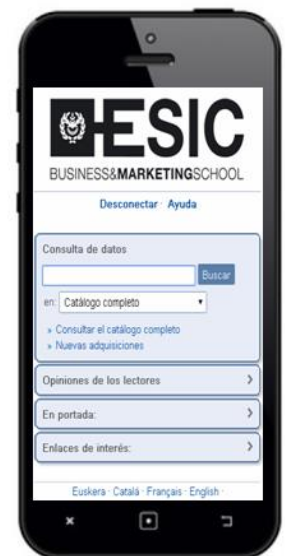 ESIC
BUSINESS&MARKETINGSCHOOL
Desconectar · Ayuda
Consulta de datos
Buscar
en: Catálogo completo
» Consultar el catálogo completo
» Nuevas adquisiciones
Opiniones de los lectores
En portada:
Enlaces de interés:
Euskera · Català · Français · English ·